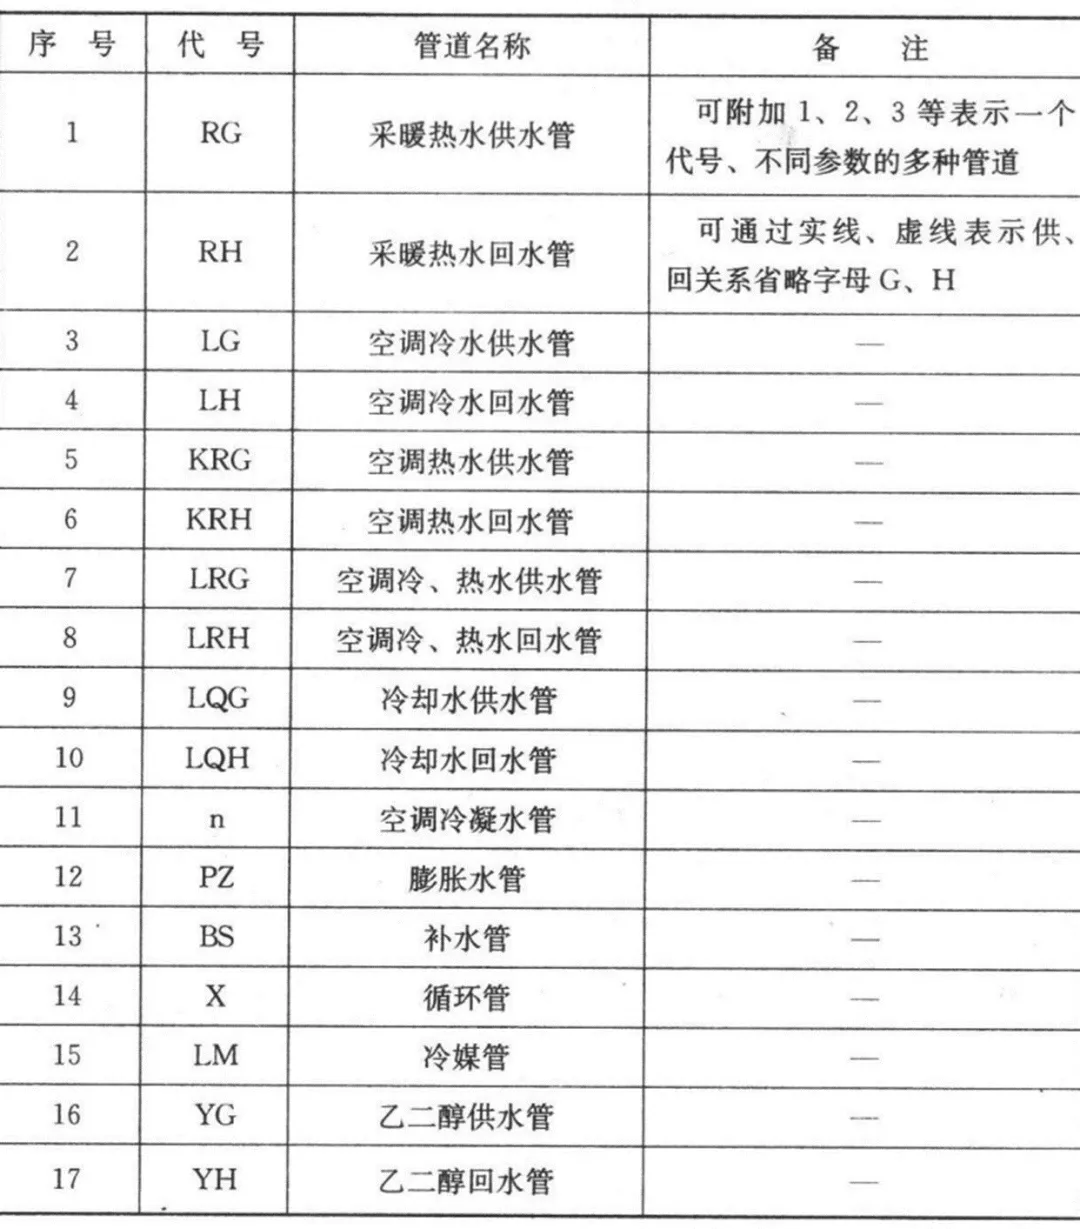 序 号 代 号 管道名称 备 注
1 RG 采暖热水供水管 可附加 1、2、3 等表示一个
代号、不同参数的多种管道
2 RH 采暖热水回水管 可通过实线、虚线表示供、
回关系省略字母 G、H
3 LG 空调冷水供水管 —
4 LH 空调冷水回水管 —
5 KRG 空调热水供水管 —
6 KRH 空调热水回水管 —
7 LRG 空调冷、热水供水管 —
8 LRH 空调冷、热水回水管 —
9 LQG 冷却水供水管 —
10 LQH 冷却水回水管 —
11 n 空调冷凝水管 —
12 PZ 膨胀水管 —
13 BS 补水管 —
14 X 循环管 —
15 LM 冷媒管 —
16 YG 乙二醇供水管 —
17 YH 乙二醇回水管 —